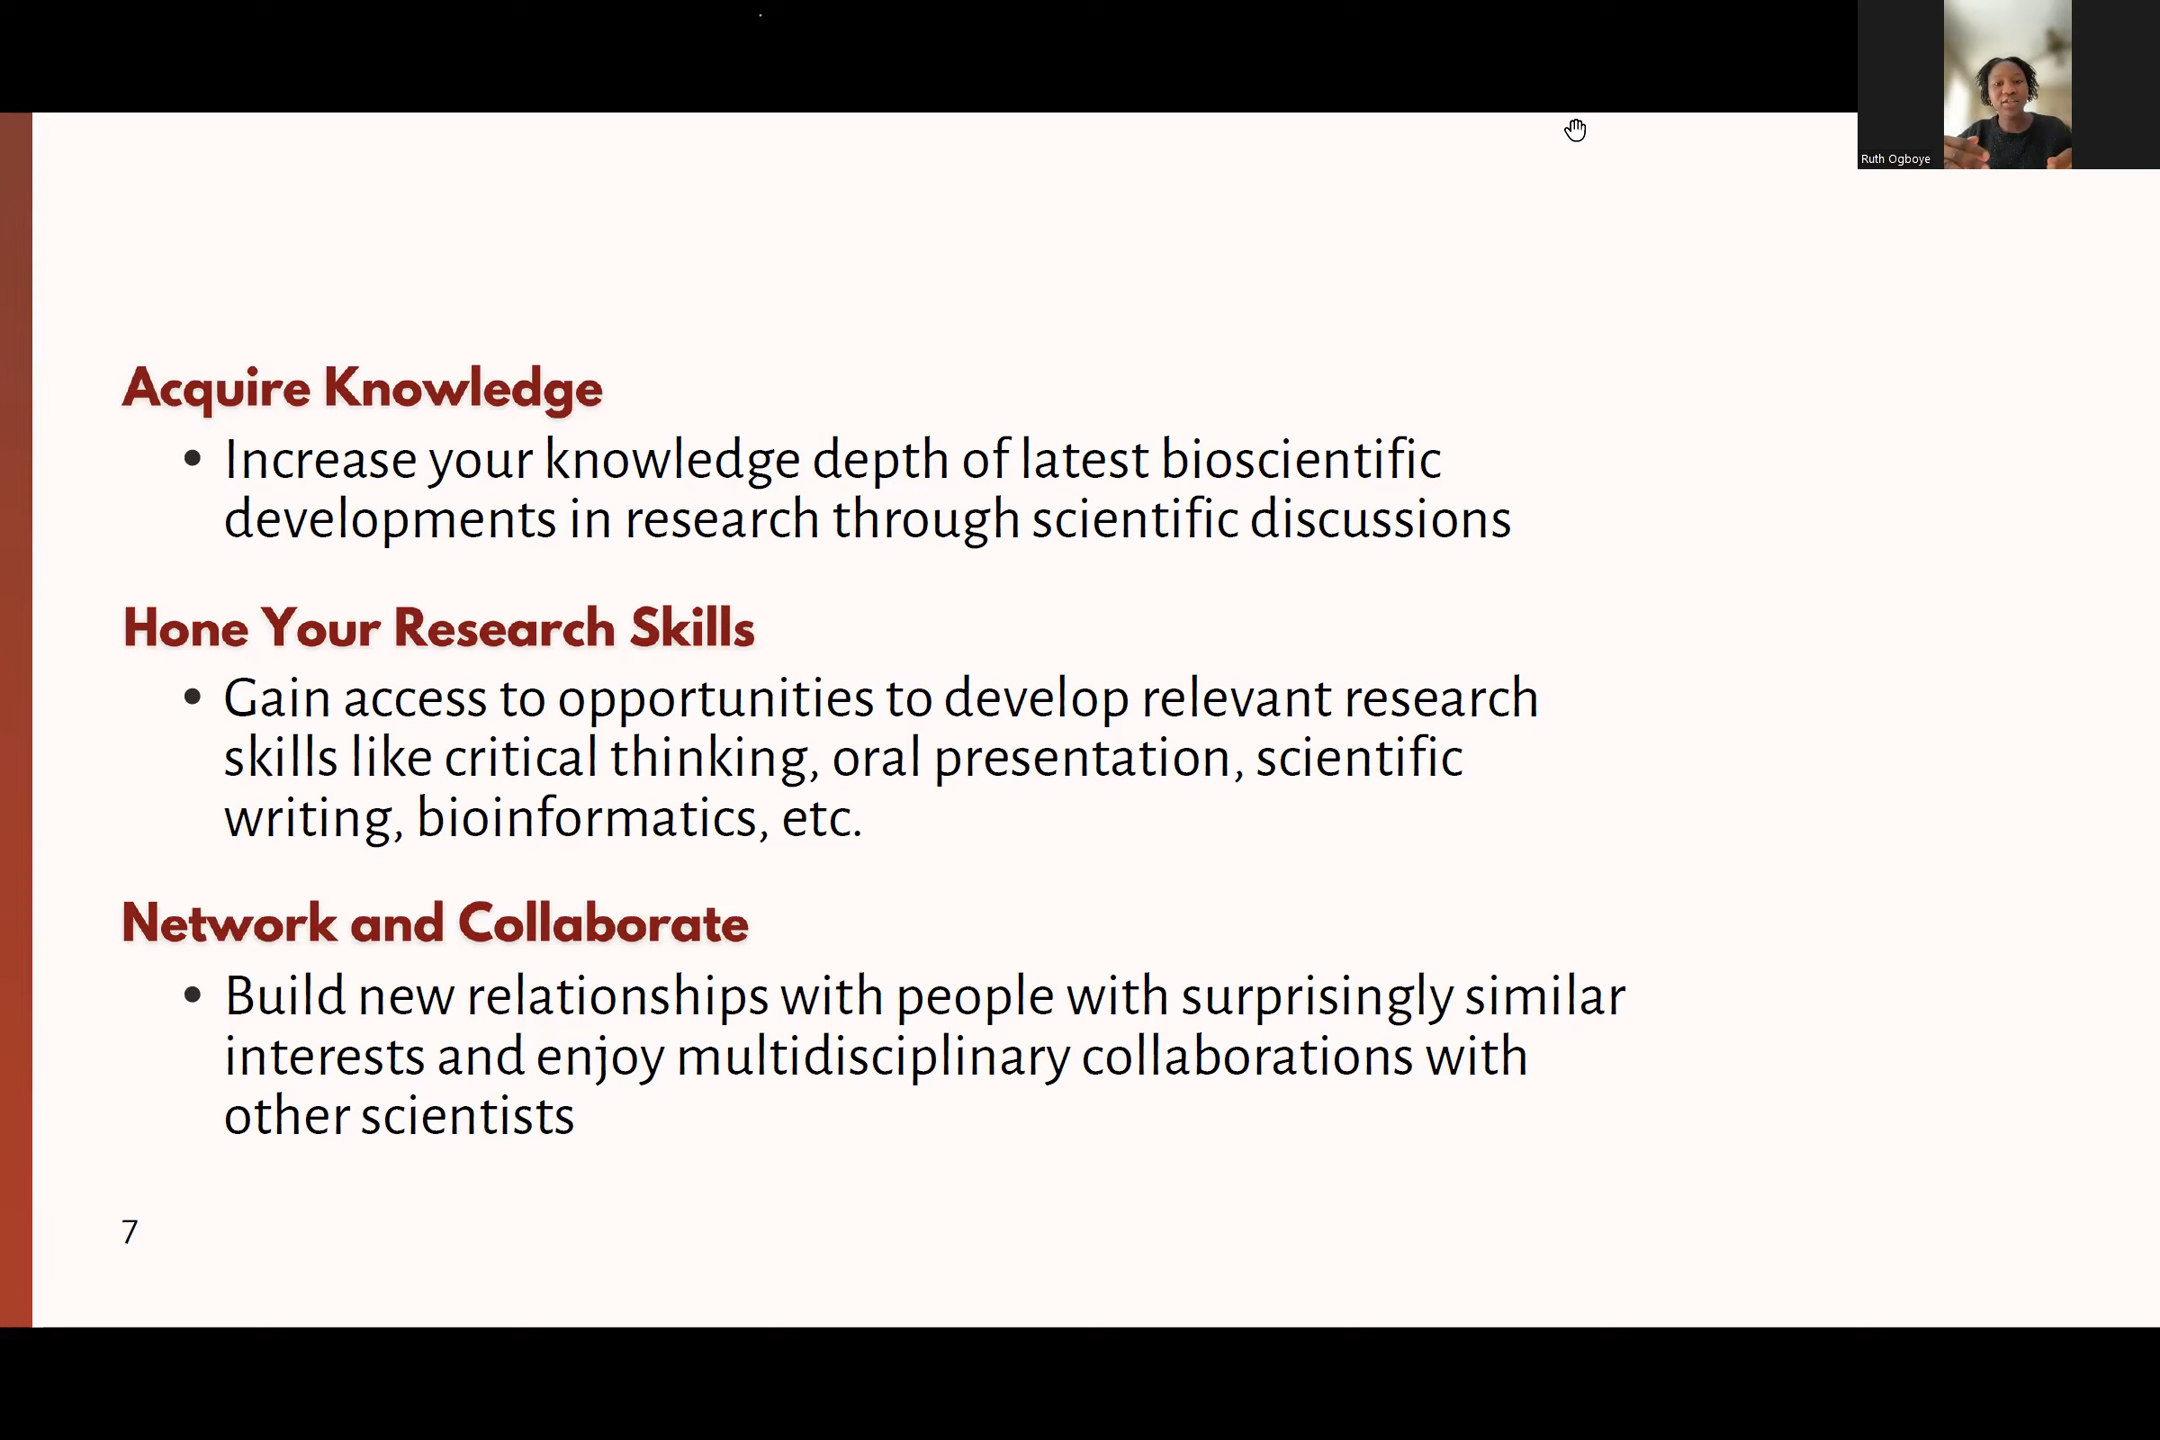 Ruth Ogboye
Acquire Knowledge
• Increase your knowledge depth of latest bioscientific
developments in research through scientific discussions
Hone Your Research Skills
• Gain access to opportunities to develop relevant research
skills like critical thinking, oral presentation, scientific
writing, bioinformatics, etc.
Network and Collaborate
• Build new relationships with people with surprisingly similar
interests and enjoy multidisciplinary collaborations with
other scientists
7